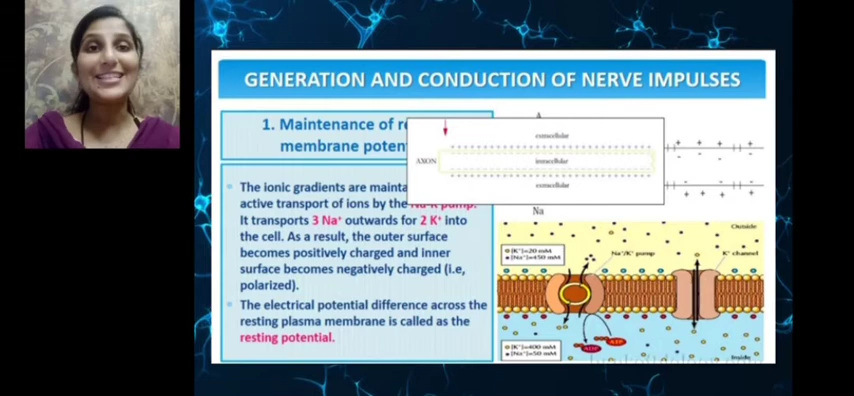 GENERATION AND CONDUCTION OF NERVE IMPULSES
1. Maintenance of
membrane
The ionic gradients are
active transport of ions by the Na-K pump.
It transports 3 Na⁺ outwards for 2 K⁺ into
the cell. As a result, the outer surface
becomes positively charged and inner
surface becomes negatively charged (i.e,
polarized).
The electrical potential difference across the
resting plasma membrane is called as the
resting potential.
A
extracellular
AXON
intracellular
extracellular
Na
Outside
[K⁺]=20 mM
[Na⁺]=450 mM
Na⁺/K⁺ pump
K⁺ channel
ADP
ATP
[K⁺]=400 mM
[Na⁺]=50 mM
Inside